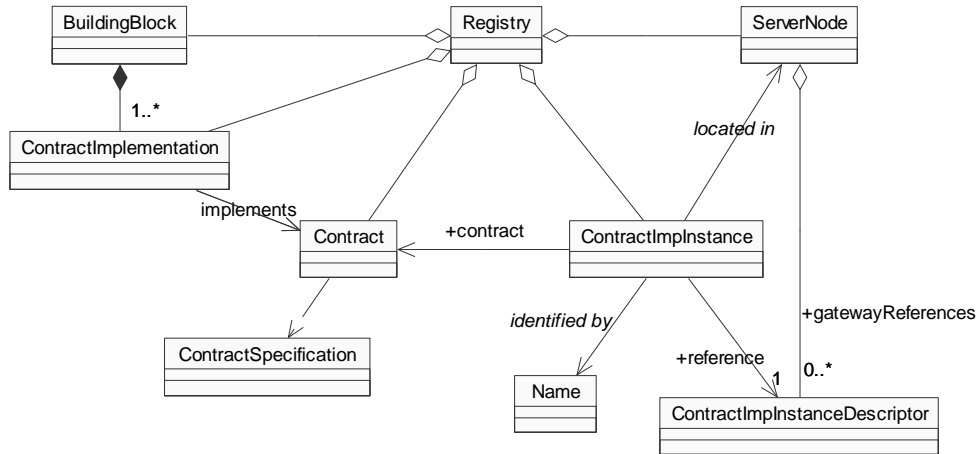 BuildingBlock
Registry
ServerNode
1..*
located in
ContractImplementation
implements
Contract
+contract
ContractImpInstance
identified by
+gatewayReferences
ContractSpecification
+reference
Name
1
0..*
ContractImpInstanceDescriptor